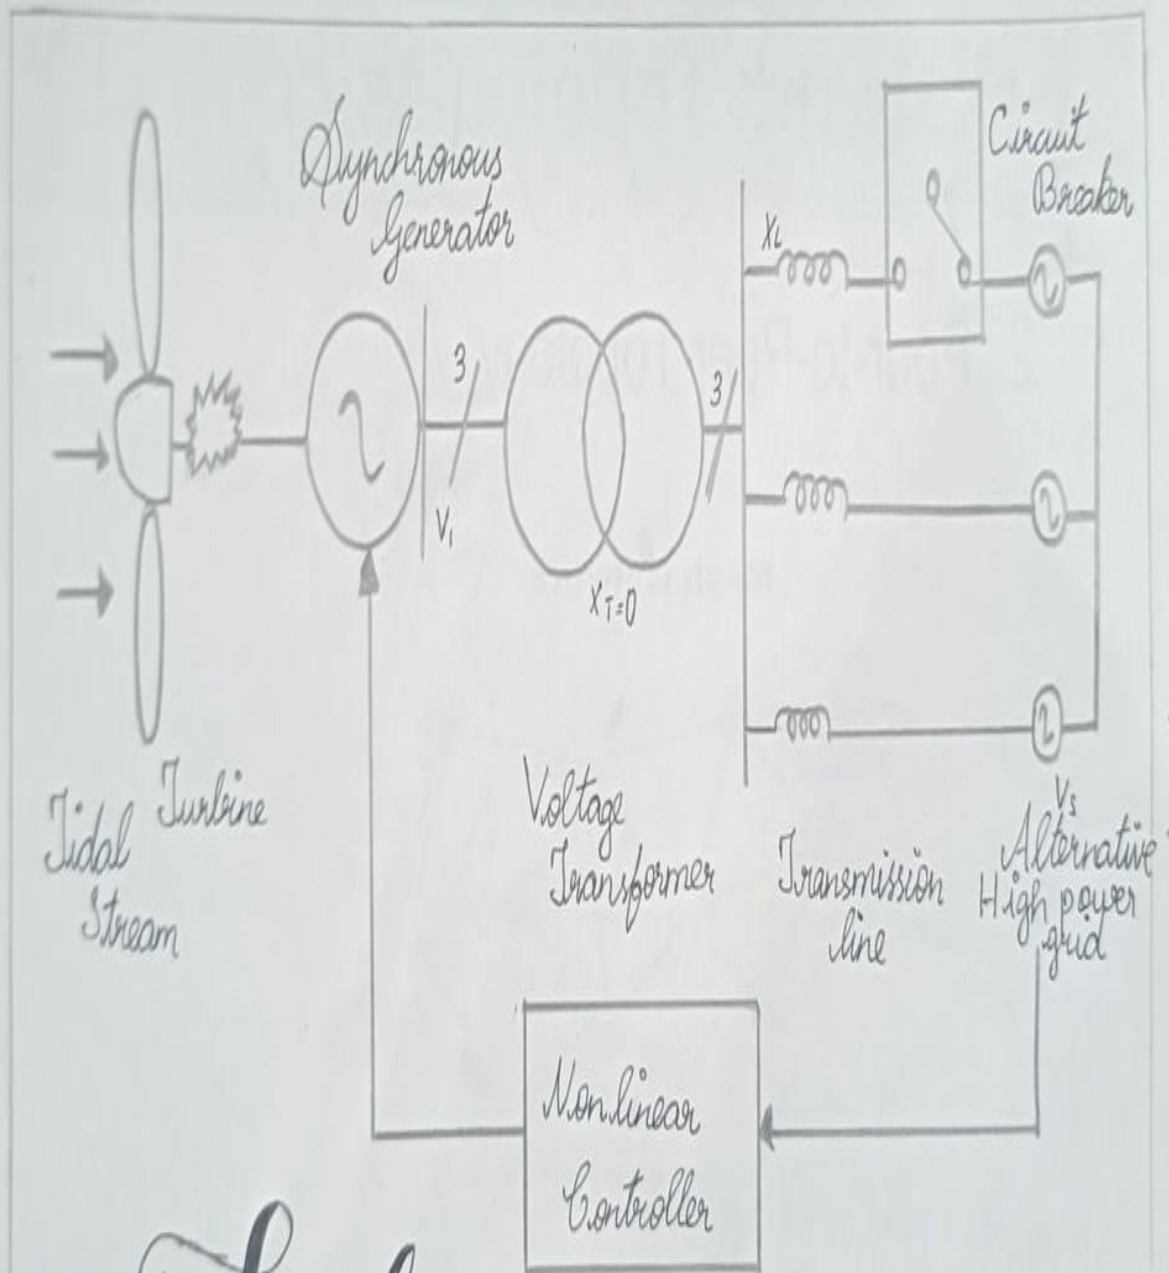 Synchronous
Generator
Circuit
Breaker
XL
3
3
V1
XT=0
Tidal
Stream
Turbine
Voltage
Transformer
Transmission
line
Vs
Alternative
High power
grid
Nonlinear
Controller